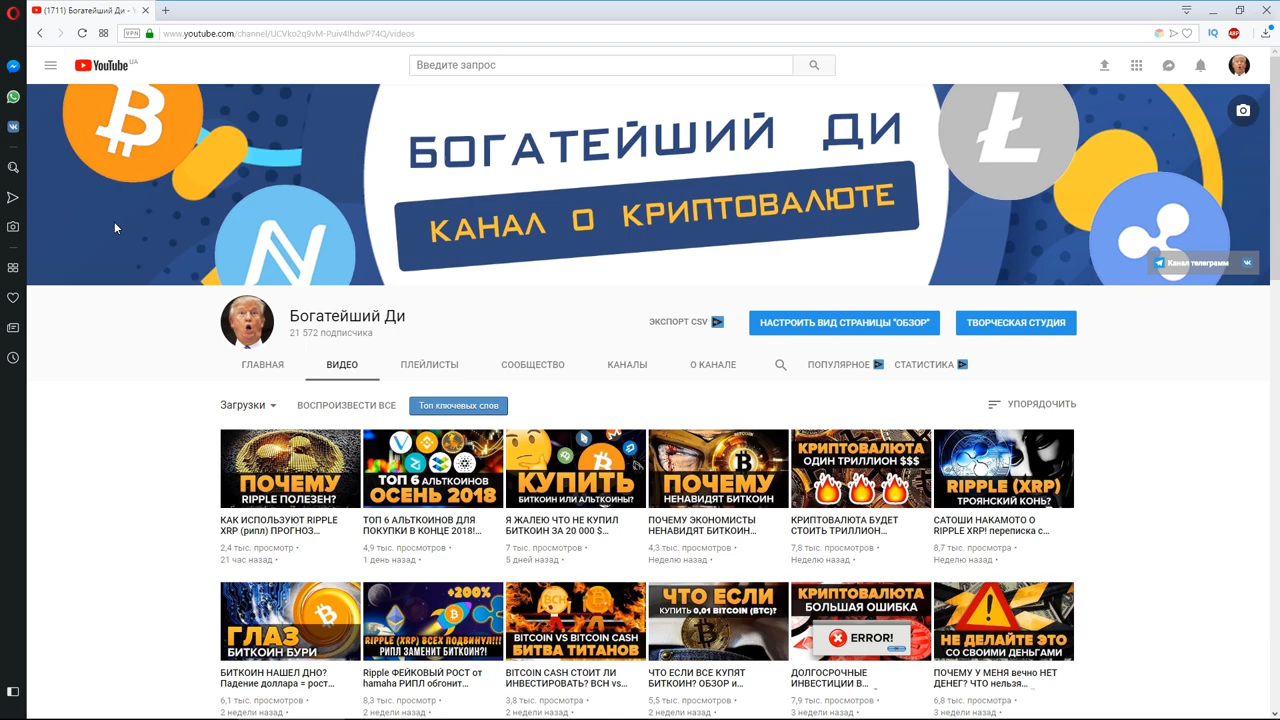 (1711) Богатейший Ди -
VPN
www.youtube.com/channel/UCVko2q9vM-Puiv4IhdwP74Q/videos
IQ
ABP
YouTube UA
Введите запрос
БОГАТЕЙШИЙ ДИ
КАНАЛ О КРИПТОВАЛЮТЕ
Канал телеграмм
Богатейший Ди
21 572 подписчика
ЭКСПОРТ CSV
НАСТРОИТЬ ВИД СТРАНИЦЫ "ОБЗОР"
ТВОРЧЕСКАЯ СТУДИЯ
ГЛАВНАЯ ВИДЕО ПЛЕЙЛИСТЫ СООБЩЕСТВО КАНАЛЫ О КАНАЛЕ ПОПУЛЯРНОЕ СТАТИСТИКА
Загрузки ВОСПРОИЗВЕСТИ ВСЕ Топ ключевых слов УПОРЯДОЧИТЬ
ПОЧЕМУ
RIPPLE ПОЛЕЗЕН?
КАК ИСПОЛЬЗУЮТ RIPPLE
XRP (рипл) ПРОГНОЗ...
2,4 тыс. просмотр •
21 час назад •
ТОП 6 АЛЬТКОИНОВ
ОСЕНЬ 2018
ТОП 6 АЛЬТКОИНОВ ДЛЯ
ПОКУПКИ В КОНЦЕ 2018!...
4,9 тыс. просмотров •
1 день назад •
КУПИТЬ
БИТКОИН ИЛИ АЛЬТКОИНЫ?
Я ЖАЛЕЮ ЧТО НЕ КУПИЛ
БИТКОИН ЗА 20 000 $...
7 тыс. просмотров •
5 дней назад •
ПОЧЕМУ
НЕНАВИДЯТ БИТКОИН
ПОЧЕМУ ЭКОНОМИСТЫ
НЕНАВИДЯТ БИТКОИН...
4,3 тыс. просмотров •
Неделю назад •
КРИПТОВАЛЮТА
ОДИН ТРИЛЛИОН $$$
КРИПТОВАЛЮТА БУДЕТ
СТОИТЬ ТРИЛЛИОН...
7,8 тыс. просмотров •
Неделю назад •
RIPPLE (XRP)
ТРОЯНСКИЙ КОНЬ?
САТОШИ НАКАМОТО О
RIPPLE XRP! переписка с...
8,7 тыс. просмотров •
Неделю назад •
ГЛАЗ
БИТКОИН БУРИ
БИТКОИН НАШЕЛ ДНО?
Падение доллара = рост...
6,1 тыс. просмотров •
2 недели назад •
+200%
RIPPLE (XRP) ВСЕХ ПОДВИНУЛ!!!
РИПЛ ЗАМЕНИТ БИТКОИН?!
Ripple ФЕЙКОВЫЙ РОСТ от
hamaha РИПЛ обгонит...
8,3 тыс. просмотр •
2 недели назад •
BCH
BITCOIN VS BITCOIN CASH
БИТВА ТИТАНОВ
BITCOIN CASH СТОИТ ЛИ
ИНВЕСТИРОВАТЬ? BCH vs...
3,8 тыс. просмотра •
2 недели назад •
ЧТО ЕСЛИ
КУПИТЬ 0,01 BITCOIN (BTC)?
ЧТО ЕСЛИ ВСЕ КУПЯТ
БИТКОИН? ОБЗОР и...
5,5 тыс. просмотров •
2 недели назад •
КРИПТОВАЛЮТА
БОЛЬШАЯ ОШИБКА
ERROR!
ДОЛГОСРОЧНЫЕ
ИНВЕСТИЦИИ В...
7,9 тыс. просмотров •
3 недели назад •
НЕ ДЕЛАЙТЕ ЭТО
СО СВОИМИ ДЕНЬГАМИ
ПОЧЕМУ У МЕНЯ вечно НЕТ
ДЕНЕГ? ЧТО нельзя...
6,8 тыс. просмотр •
3 недели назад •